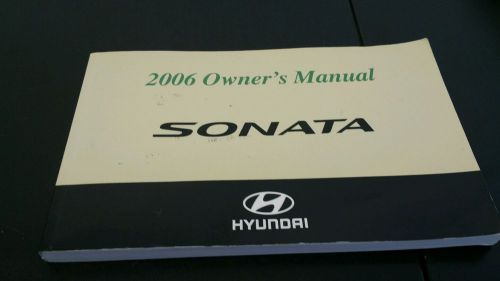 2006 Owner's Manual
SONATA
HYUNDAI